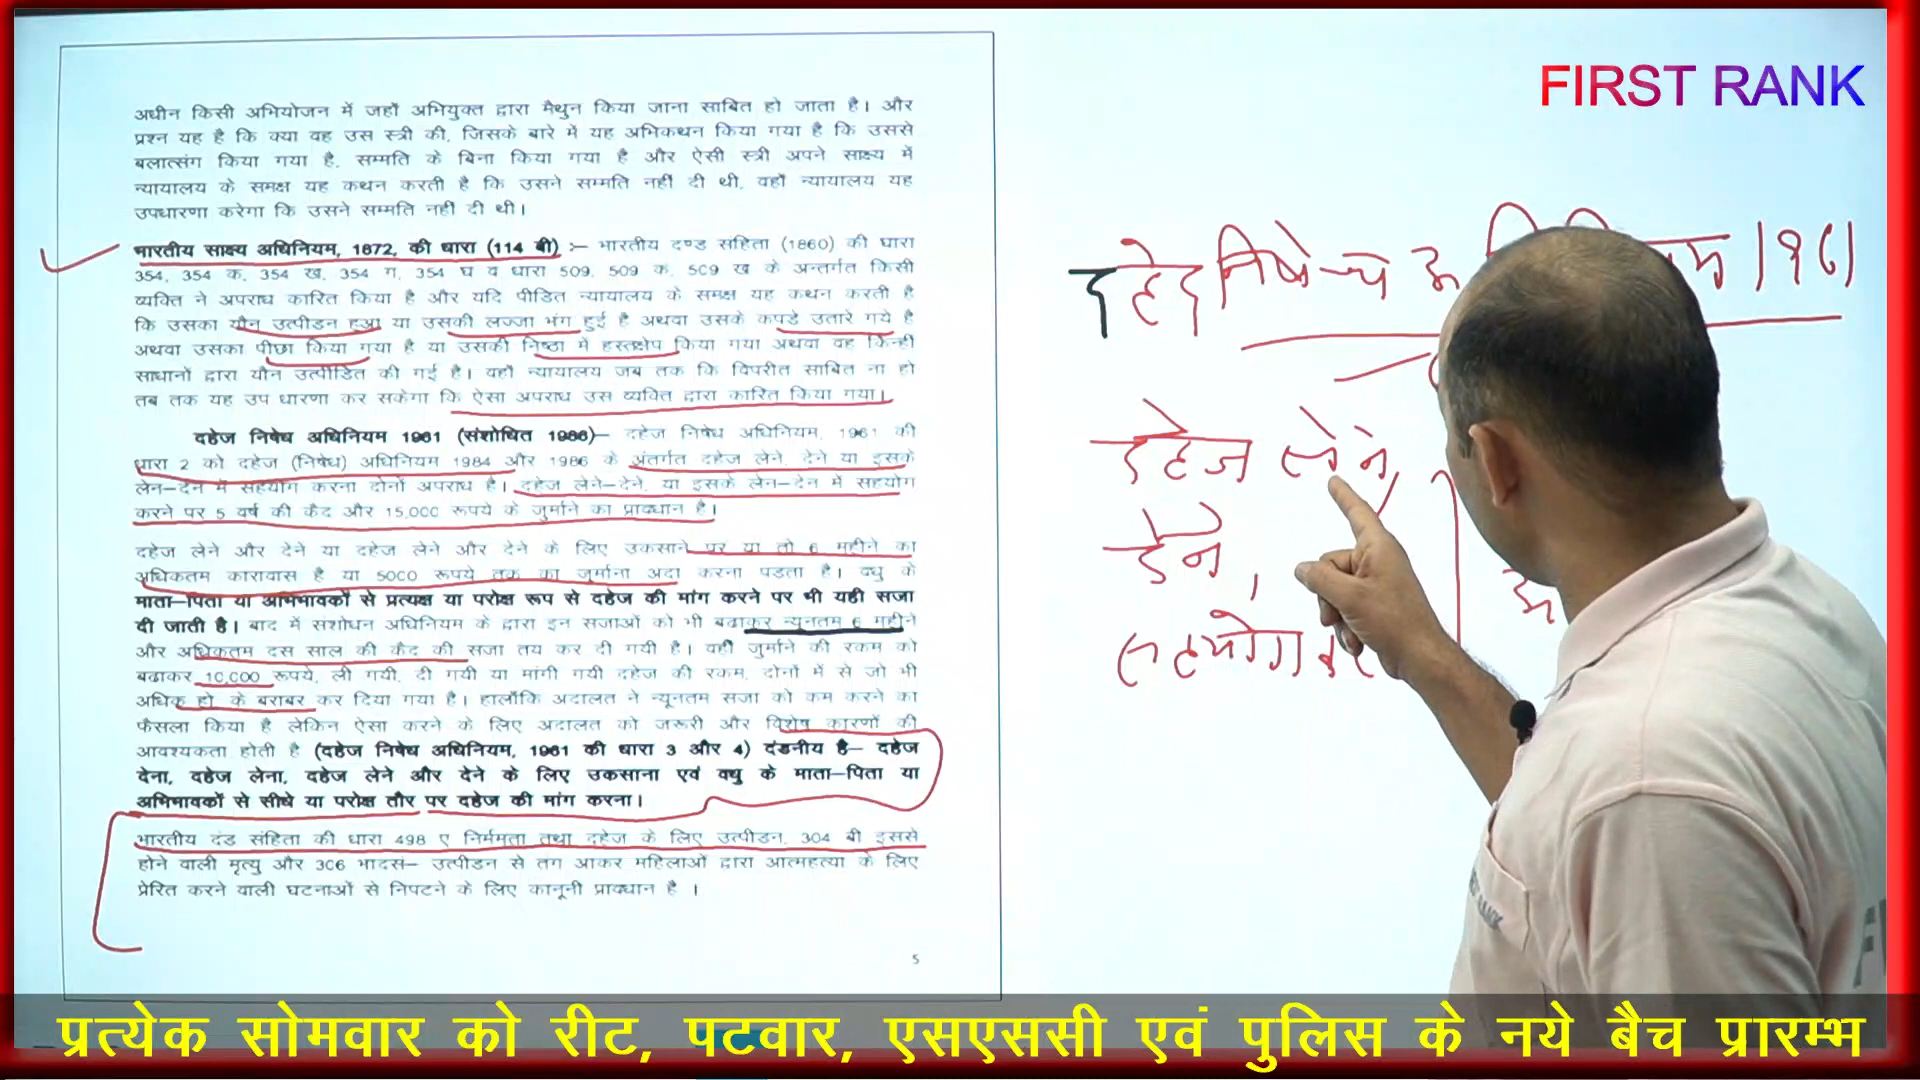 FIRST RANK
अधीन किसी अभियोजन में जहाँ अभियुक्त द्वारा मैथुन किया जाना साबित हो जाता है। और
प्रश्न यह है कि क्या वह उस स्त्री की, जिसके बारे में यह अभिकथन किया गया है कि उससे
बलात्संग किया गया है, सम्मति के बिना किया गया है और ऐसी स्त्री अपने साक्ष्य में
न्यायालय के समक्ष यह कथन करती है कि उसने सम्मति नहीं दी थी, वहाँ न्यायालय यह
उपधारणा करेगा कि उसने सम्मति नहीं दी थी।
भारतीय साक्ष्य अधिनियम, 1872, की धारा (114 बी) :– भारतीय दण्ड सहिता (1860) की धारा
354, 354 क, 354 ख, 354 ग, 354 घ व धारा 509, 509 क, 509 ख के अन्तर्गत किसी
व्यक्ति ने अपराध कारित किया है और यदि पीडित न्यायालय के समक्ष यह कथन करती है
कि उसका यौन उत्पीडन हुआ या उसकी लज्जा भंग हुई है अथवा उसके कपडे उतारे गये है
अथवा उसका पीछा किया गया है या उसकी निष्ठा में हस्तक्षेप किया गया अथवा वह किन्ही
साधानों द्वारा यौन उत्पीडित की गई है। यहाँ न्यायालय जब तक कि विपरीत साबित ना हो
तब तक यह उप धारणा कर सकेगा कि ऐसा अपराध उस व्यक्ति द्वारा कारित किया गया।
दहेज निषेध अधिनियम 1961 (संशोधित 1986)– दहेज निषेध अधिनियम, 1961 की
धारा 2 को दहेज (निषेध) अधिनियम 1984 और 1986 के अंतर्गत दहेज लेने, देने या इसके
लेन–देन में सहयोग करना दोनों अपराध है। दहेज लेने–देने, या इसके लेन–देन में सहयोग
करने पर 5 वर्ष की कैद और 15,000 रूपये के जुर्माने का प्रावधान है।
दहेज लेने और देने या दहेज लेने और देने के लिए उकसाने पर या तो 6 महीने का
अधिकतम कारावास है या 5000 रूपये तक का जुर्माना अदा करना पडता है। वधु के
माता–पिता या अभिभावकों से प्रत्यक्ष या परोक्ष रूप से दहेज की मांग करने पर भी यही सजा
दी जाती है। बाद में संशोधन अधिनियम के द्वारा इन सजाओं को भी बढाकर न्यूनतम 6 महीने
और अधिकतम दस साल की कैद की सजा तय कर दी गयी है। वहीं जुर्माने की रकम को
बढाकर 10,000 रूपये, ली गयी, दी गयी या मांगी गयी दहेज की रकम, दोनों में से जो भी
अधिक हो के बराबर कर दिया गया है। हालाँकि अदालत ने न्यूनतम सजा को कम करने का
फैसला किया है लेकिन ऐसा करने के लिए अदालत को जरूरी और विशेष कारणों की
आवश्यकता होती है (दहेज निषेध अधिनियम, 1961 की धारा 3 और 4) दंडनीय है– दहेज
देना, दहेज लेना, दहेज लेने और देने के लिए उकसाना एवं वधु के माता–पिता या
अभिभावकों से सीधे या परोक्ष तौर पर दहेज की मांग करना।
भारतीय दंड संहिता की धारा 498 ए निर्ममता तथा दहेज के लिए उत्पीडन, 304 बी इससे
होने वाली मृत्यु और 306 भादसं– उत्पीडन से तंग आकर महिलाओं द्वारा आत्महत्या के लिए
प्रेरित करने वाली घटनाओं से निपटने के लिए कानूनी प्रावधान है ।
5
दहेज लेने
देने,
सहयोग
प्रत्येक सोमवार को रीट, पटवार, एसएससी एवं पुलिस के नये बैच प्रारम्भ